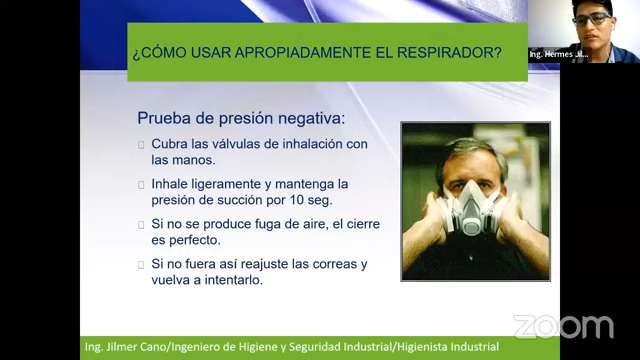 ¿CÓMO USAR APROPIADAMENTE EL RESPIRADOR?
Ing. Hermes Jil...
Prueba de presión negativa:
Cubra las válvulas de inhalación con
las manos.
Inhale ligeramente y mantenga la
presión de succión por 10 seg.
Si no se produce fuga de aire, el cierre
es perfecto.
Si no fuera así reajuste las correas y
vuelva a intentarlo.
zoom
Ing. Jilmer Cano/Ingeniero de Higiene y Seguridad Industrial/Higienista Industrial